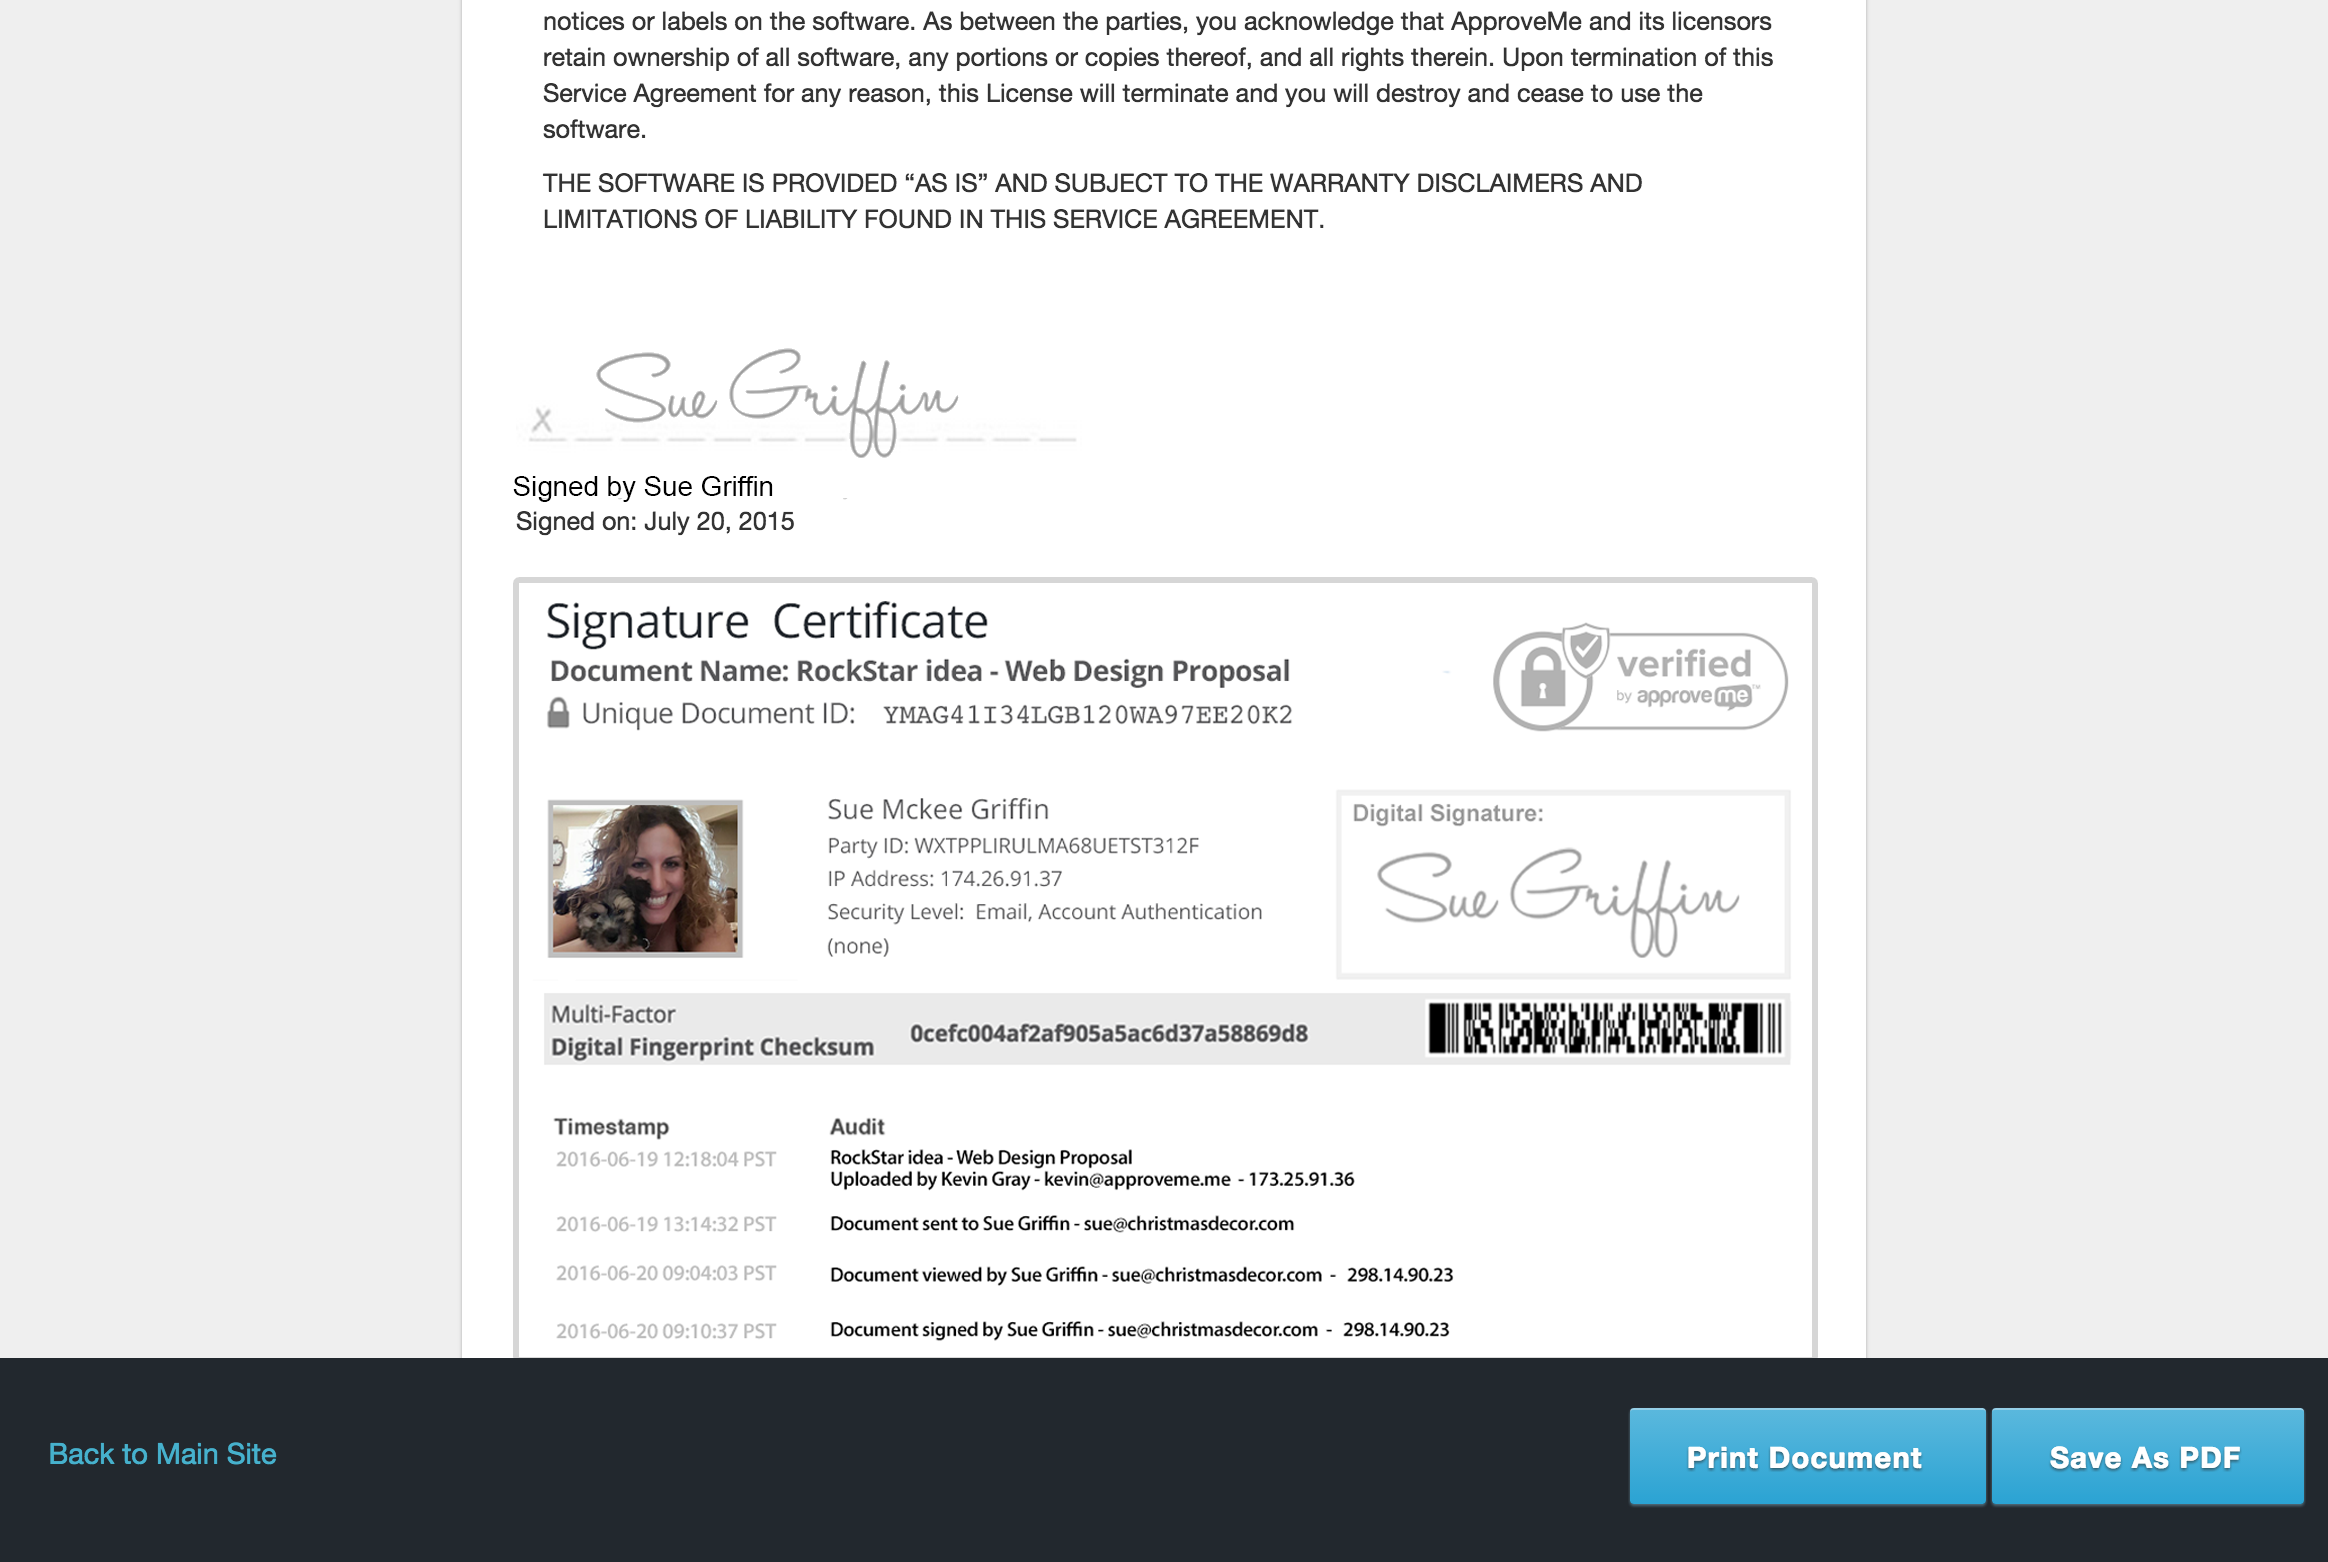 notices or labels on the software. As between the parties, you acknowledge that ApproveMe and its licensors
retain ownership of all software, any portions or copies thereof, and all rights therein. Upon termination of this
Service Agreement for any reason, this License will terminate and you will destroy and cease to use the
software.
THE SOFTWARE IS PROVIDED “AS IS” AND SUBJECT TO THE WARRANTY DISCLAIMERS AND
LIMITATIONS OF LIABILITY FOUND IN THIS SERVICE AGREEMENT.
X Sue Griffin
Signed by Sue Griffin
Signed on: July 20, 2015
Signature Certificate
Document Name: RockStar idea - Web Design Proposal
Unique Document ID: YMAG41I34LGB120WA97EE20K2
verified
by approve me™
Sue Mckee Griffin
Party ID: WXTPPLIRULMA68UETST312F
IP Address: 174.26.91.37
Security Level: Email, Account Authentication
(none)
Digital Signature:
Sue Griffin
Multi-Factor
Digital Fingerprint Checksum 0cefc004af2af905a5ac6d37a58869d8
Timestamp Audit
2016-06-19 12:18:04 PST RockStar idea - Web Design Proposal
Uploaded by Kevin Gray - kevin@approveme.me - 173.25.91.36
2016-06-19 13:14:32 PST Document sent to Sue Griffin - sue@christmasdecor.com
2016-06-20 09:04:03 PST Document viewed by Sue Griffin - sue@christmasdecor.com - 298.14.90.23
2016-06-20 09:10:37 PST Document signed by Sue Griffin - sue@christmasdecor.com - 298.14.90.23
Back to Main Site
Print Document
Save As PDF